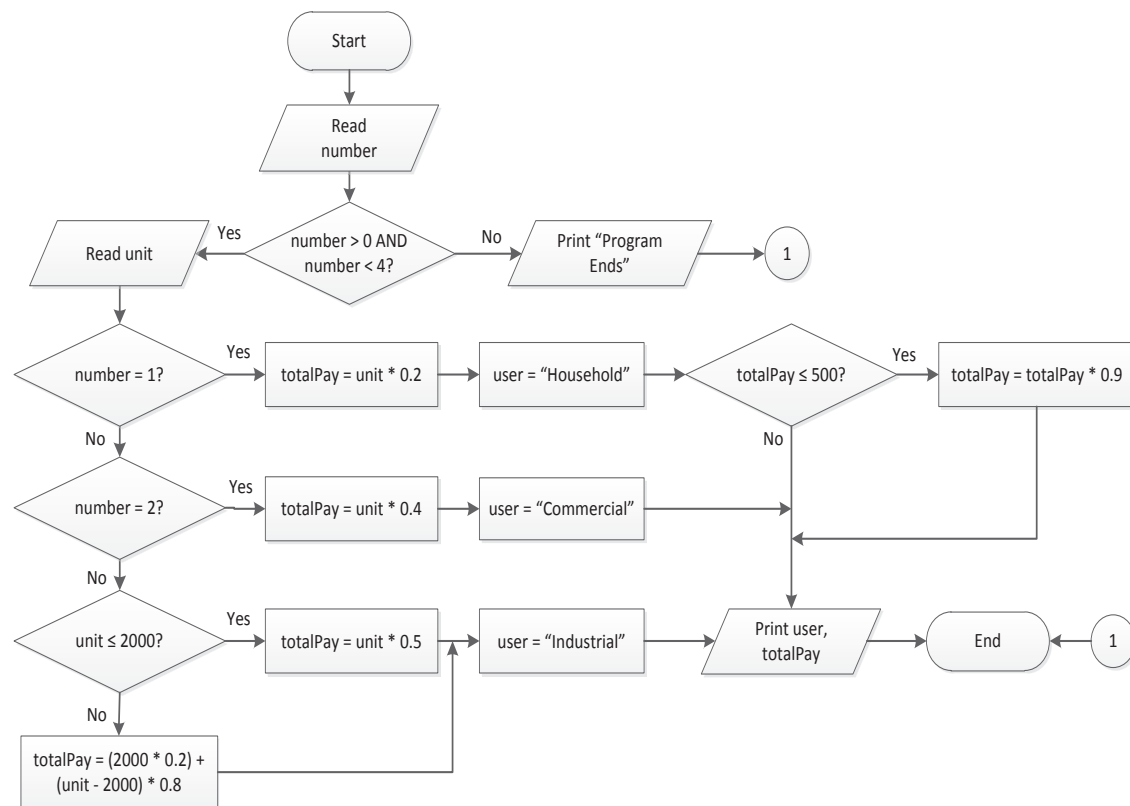 Start
Read
number
number > 0 AND
number < 4?
Yes
No
Read unit
Print “Program
Ends”
1
number = 1?
Yes
totalPay = unit * 0.2
user = “Household”
totalPay ≤ 500?
Yes
totalPay = totalPay * 0.9
No
No
number = 2?
Yes
totalPay = unit * 0.4
user = “Commercial”
No
unit ≤ 2000?
Yes
totalPay = unit * 0.5
user = “Industrial”
Print user,
totalPay
End
1
No
totalPay = (2000 * 0.2) +
(unit - 2000) * 0.8